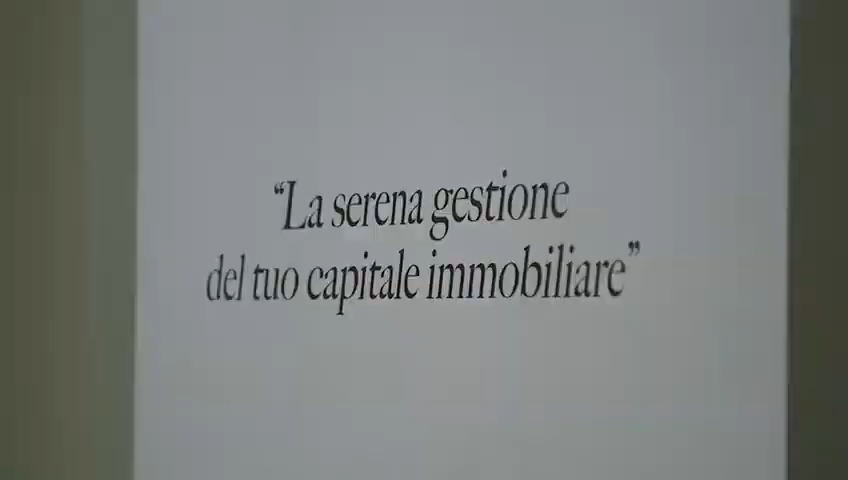 “La serena gestione
del tuo capitale immobiliare”